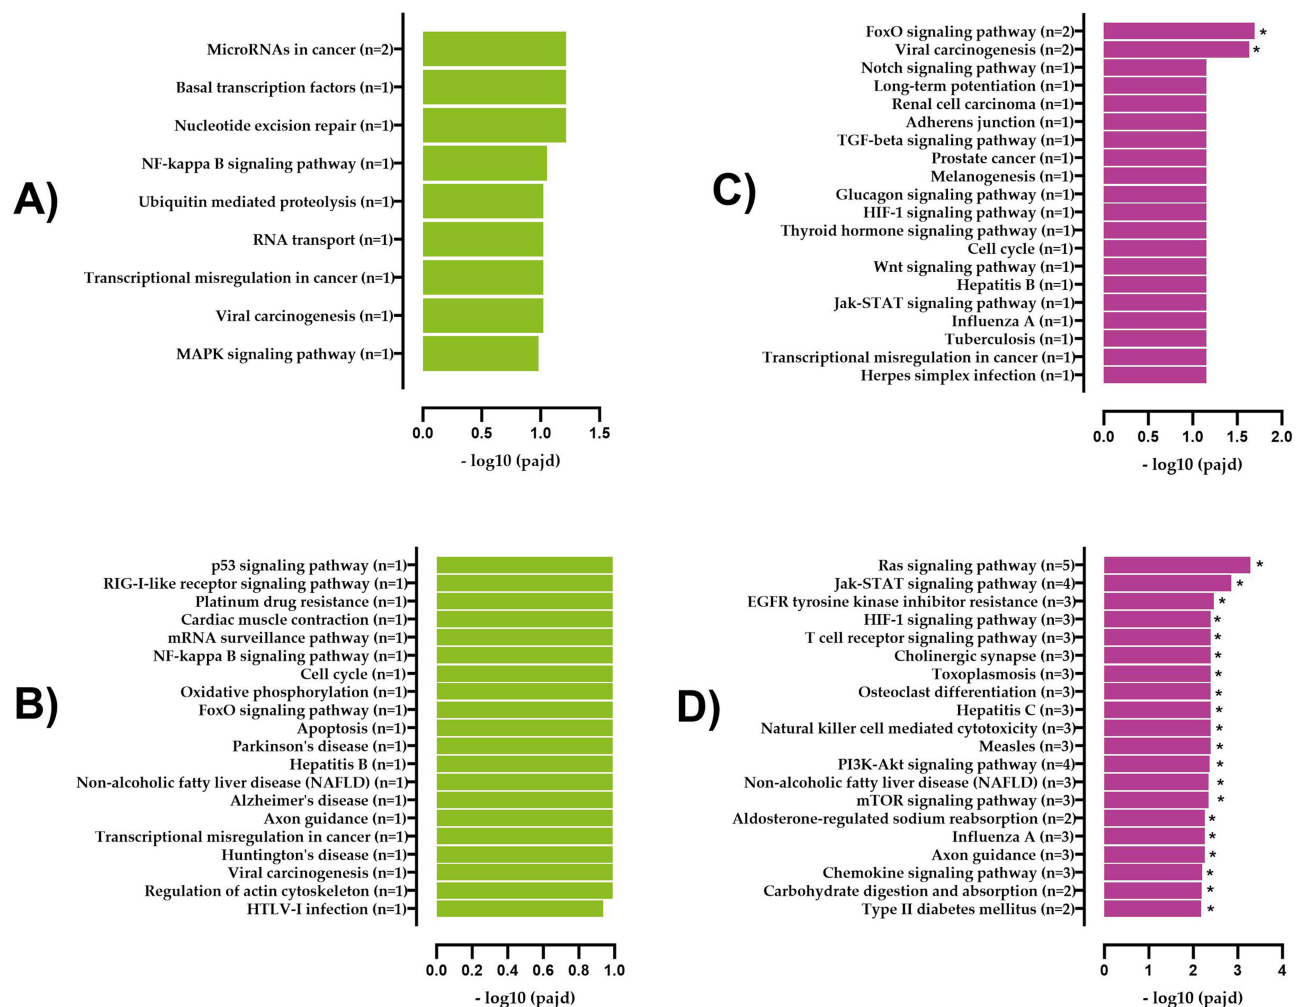 A)
MicroRNAs in cancer (n=2)
Basal transcription factors (n=1)
Nucleotide excision repair (n=1)
NF-kappa B signaling pathway (n=1)
Ubiquitin mediated proteolysis (n=1)
RNA transport (n=1)
Transcriptional misregulation in cancer (n=1)
Viral carcinogenesis (n=1)
MAPK signaling pathway (n=1)
0.0 0.5 1.0 1.5
- log10 (pajd)
C)
FoxO signaling pathway (n=2) *
Viral carcinogenesis (n=2) *
Notch signaling pathway (n=1)
Long-term potentiation (n=1)
Renal cell carcinoma (n=1)
Adherens junction (n=1)
TGF-beta signaling pathway (n=1)
Prostate cancer (n=1)
Melanogenesis (n=1)
Glucagon signaling pathway (n=1)
HIF-1 signaling pathway (n=1)
Thyroid hormone signaling pathway (n=1)
Cell cycle (n=1)
Wnt signaling pathway (n=1)
Hepatitis B (n=1)
Jak-STAT signaling pathway (n=1)
Influenza A (n=1)
Tuberculosis (n=1)
Transcriptional misregulation in cancer (n=1)
Herpes simplex infection (n=1)
0.0 0.5 1.0 1.5 2.0
- log10 (pajd)
B)
p53 signaling pathway (n=1)
RIG-I-like receptor signaling pathway (n=1)
Platinum drug resistance (n=1)
Cardiac muscle contraction (n=1)
mRNA surveillance pathway (n=1)
NF-kappa B signaling pathway (n=1)
Cell cycle (n=1)
Oxidative phosphorylation (n=1)
FoxO signaling pathway (n=1)
Apoptosis (n=1)
Parkinson's disease (n=1)
Hepatitis B (n=1)
Non-alcoholic fatty liver disease (NAFLD) (n=1)
Alzheimer's disease (n=1)
Axon guidance (n=1)
Transcriptional misregulation in cancer (n=1)
Huntington's disease (n=1)
Viral carcinogenesis (n=1)
Regulation of actin cytoskeleton (n=1)
HTLV-I infection (n=1)
0.0 0.2 0.4 0.6 0.8 1.0
- log10 (pajd)
D)
Ras signaling pathway (n=5) *
Jak-STAT signaling pathway (n=4) *
EGFR tyrosine kinase inhibitor resistance (n=3) *
HIF-1 signaling pathway (n=3) *
T cell receptor signaling pathway (n=3) *
Cholinergic synapse (n=3) *
Toxoplasmosis (n=3) *
Osteoclast differentiation (n=3) *
Hepatitis C (n=3) *
Natural killer cell mediated cytotoxicity (n=3) *
Measles (n=3) *
PI3K-Akt signaling pathway (n=4) *
Non-alcoholic fatty liver disease (NAFLD) (n=3) *
mTOR signaling pathway (n=3) *
Aldosterone-regulated sodium reabsorption (n=2) *
Influenza A (n=3) *
Axon guidance (n=3) *
Chemokine signaling pathway (n=3) *
Carbohydrate digestion and absorption (n=2) *
Type II diabetes mellitus (n=2) *
0 1 2 3 4
- log10 (pajd)